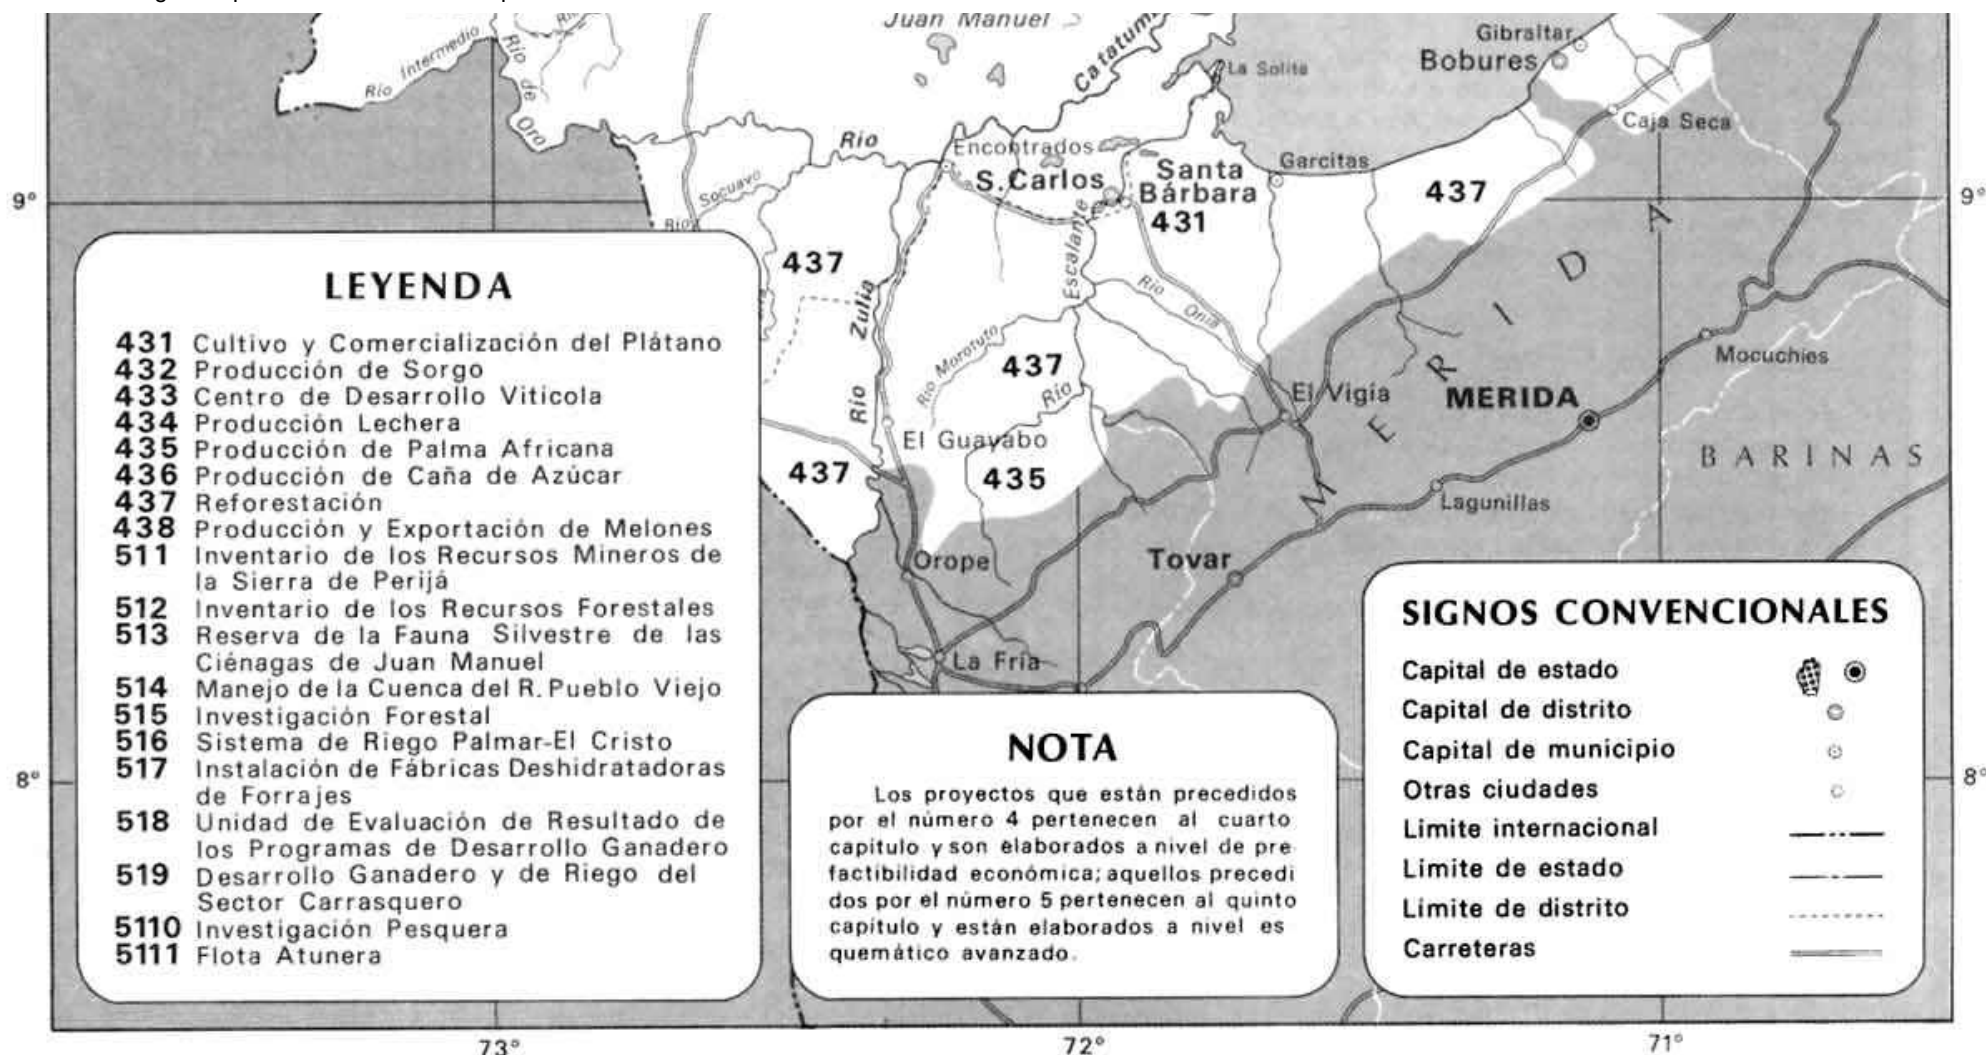 Juan Manuel
Catatum
Gibraltar
Bobures
Río Intermedio
Río de Oro
La Solita
Caja Seca
Río
Encontrados
Santa
Bárbara
Garcitas
S. Carlos
437
431
9°
9°
Socuavo
Río
437
Escalante
Río Onia
M E R I D A
Zulia
Río
Río Morotuto
437
Río
El Vigía
MERIDA
Mocuchies
El Guayabo
BARINAS
437
435
Lagunillas
Orope
Tovar
La Fría
LEYENDA
431 Cultivo y Comercialización del Plátano
432 Producción de Sorgo
433 Centro de Desarrollo Vitícola
434 Producción Lechera
435 Producción de Palma Africana
436 Producción de Caña de Azúcar
437 Reforestación
438 Producción y Exportación de Melones
511 Inventario de los Recursos Mineros de
la Sierra de Perijá
512 Inventario de los Recursos Forestales
513 Reserva de la Fauna Silvestre de las
Ciénagas de Juan Manuel
514 Manejo de la Cuenca del R. Pueblo Viejo
515 Investigación Forestal
516 Sistema de Riego Palmar-El Cristo
517 Instalación de Fábricas Deshidratadoras
de Forrajes
518 Unidad de Evaluación de Resultado de
los Programas de Desarrollo Ganadero
519 Desarrollo Ganadero y de Riego del
Sector Carrasquero
5110 Investigación Pesquera
5111 Flota Atunera
NOTA
Los proyectos que están precedidos
por el número 4 pertenecen al cuarto
capítulo y son elaborados a nivel de pre
factibilidad económica; aquellos precedi
dos por el número 5 pertenecen al quinto
capítulo y están elaborados a nivel es
quemático avanzado.
SIGNOS CONVENCIONALES
Capital de estado
Capital de distrito
Capital de municipio
Otras ciudades
Límite internacional
Límite de estado
Límite de distrito
Carreteras
8°
8°
73°
72°
71°